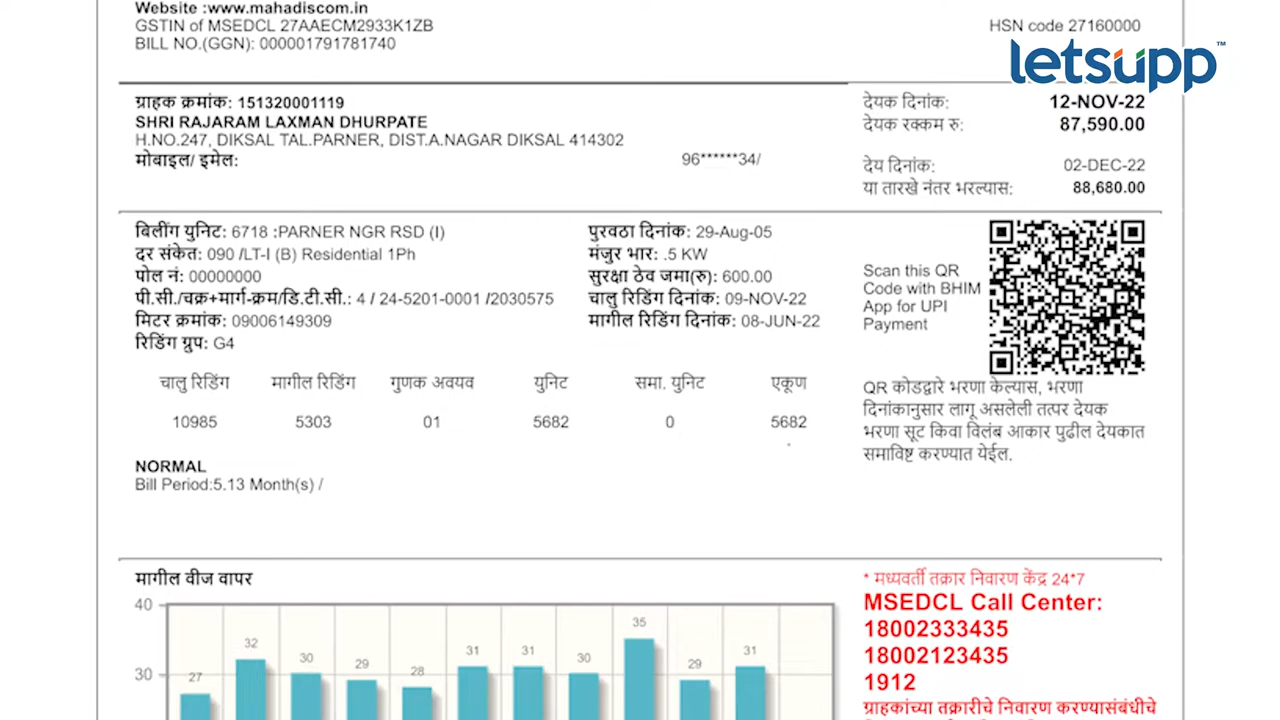 Website :www.mahadiscom.in
GSTIN of MSEDCL 27AAECM2933K1ZB
HSN code 27160000
BILL NO.(GGN): 000001791781740
letsupp™
ग्राहक क्रमांक: 151320001119
देयक दिनांक: 12-NOV-22
SHRI RAJARAM LAXMAN DHURPATE
देयक रक्कम रु: 87,590.00
H.NO.247, DIKSAL TAL.PARNER, DIST.A.NAGAR DIKSAL 414302
मोबाइल/ इमेल: 96******34/
देय दिनांक: 02-DEC-22
या तारखे नंतर भरल्यास: 88,680.00
बिलींग युनिट: 6718 :PARNER NGR RSD (I)
पुरवठा दिनांक: 29-Aug-05
दर संकेत: 090 /LT-I (B) Residential 1Ph
मंजुर भार: .5 KW
पोल नं: 00000000
सुरक्षा ठेव जमा(रु): 600.00
पी.सी./चक्र+मार्ग-क्रम/डि.टी.सी.: 4 / 24-5201-0001 /2030575
चालु रिडिंग दिनांक: 09-NOV-22
मिटर क्रमांक: 09006149309
मागील रिडिंग दिनांक: 08-JUN-22
रिडिंग ग्रुप: G4
Scan this QR
Code with BHIM
App for UPI
Payment
चालु रिडिंग मागील रिडिंग गुणक अवयव युनिट समा. युनिट एकूण
10985 5303 01 5682 0 5682
QR कोडद्वारे भरणा केल्यास, भरणा
दिनांकानुसार लागू असलेली तत्पर देयक
भरणा सूट किवा विलंब आकार पुढील देयकात
समाविष्ट करण्यात येईल.
NORMAL
Bill Period:5.13 Month(s) /
मागील वीज वापर
40
30
27 32 30 29 28 31 31 30 35 29 31
* मध्यवर्ती तक्रार निवारण केंद्र 24*7
MSEDCL Call Center:
18002333435
18002123435
1912
ग्राहकांच्या तक्रारीचे निवारण करण्यासंबंधीचे